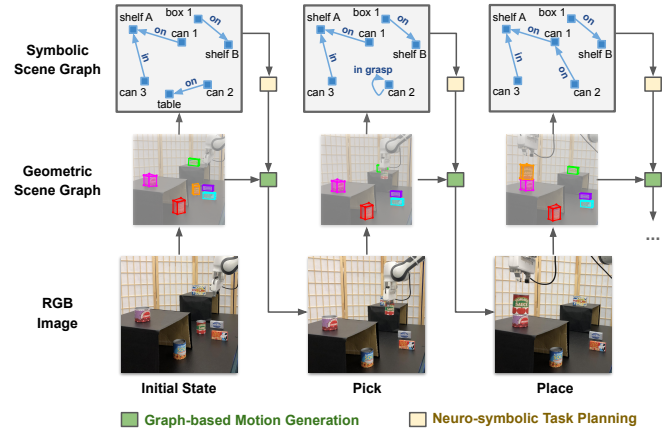 Symbolic
Scene Graph
shelf A
box 1
on
on
can 1
shelf B
in
on
can 3
can 2
table
shelf A
box 1
on
on
can 1
shelf B
in
in grasp
can 3
can 2
shelf A
box 1
on
on
can 1
shelf B
in
on
can 3
can 2
Geometric
Scene Graph
...
RGB
Image
Initial State
Pick
Place
Graph-based Motion Generation
Neuro-symbolic Task Planning